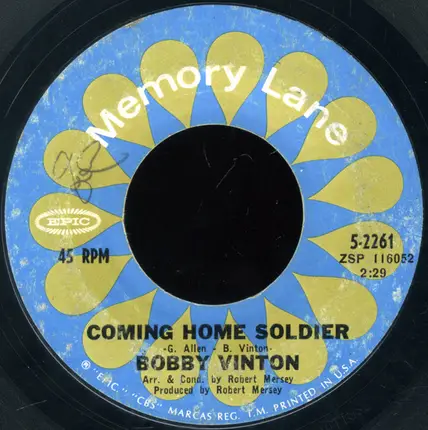 Memory Lane
EPIC
45 RPM
5-2261
ZSP 116052
2:29
COMING HOME SOLDIER
-G. Allen - B. Vinton-
BOBBY VINTON
Arr. & Cond. by Robert Mersey
Produced by Robert Mersey
® "EPIC", "CBS" MARCAS REG. T.M. PRINTED IN U.S.A.